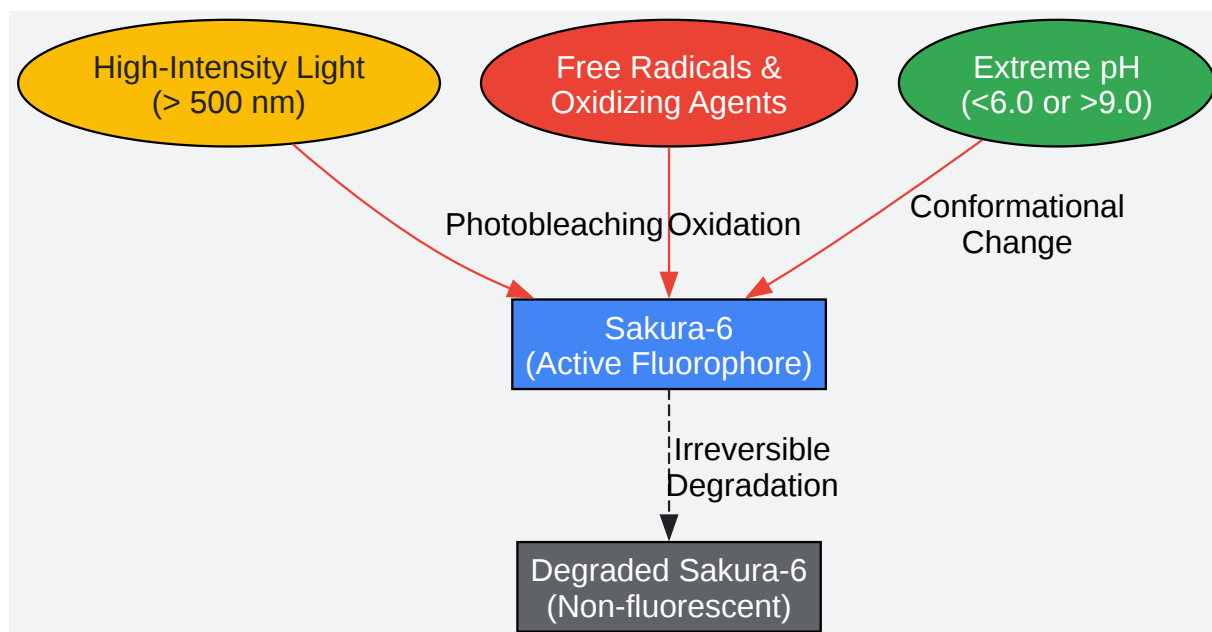 High-Intensity Light
(> 500 nm)
Free Radicals &
Oxidizing Agents
Extreme pH
(<6.0 or >9.0)
Photobleaching
Oxidation
Conformational
Change
Sakura-6
(Active Fluorophore)
Irreversible
Degradation
Degraded Sakura-6
(Non-fluorescent)